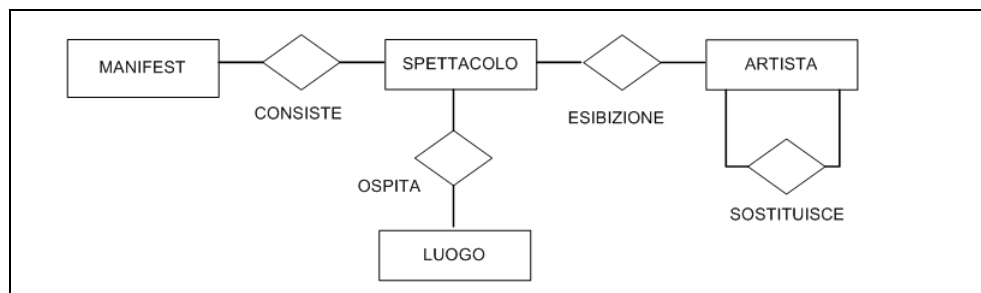 MANIFEST
SPETTACOLO
ARTISTA
CONSISTE
ESIBIZIONE
OSPITA
SOSTITUISCE
LUOGO